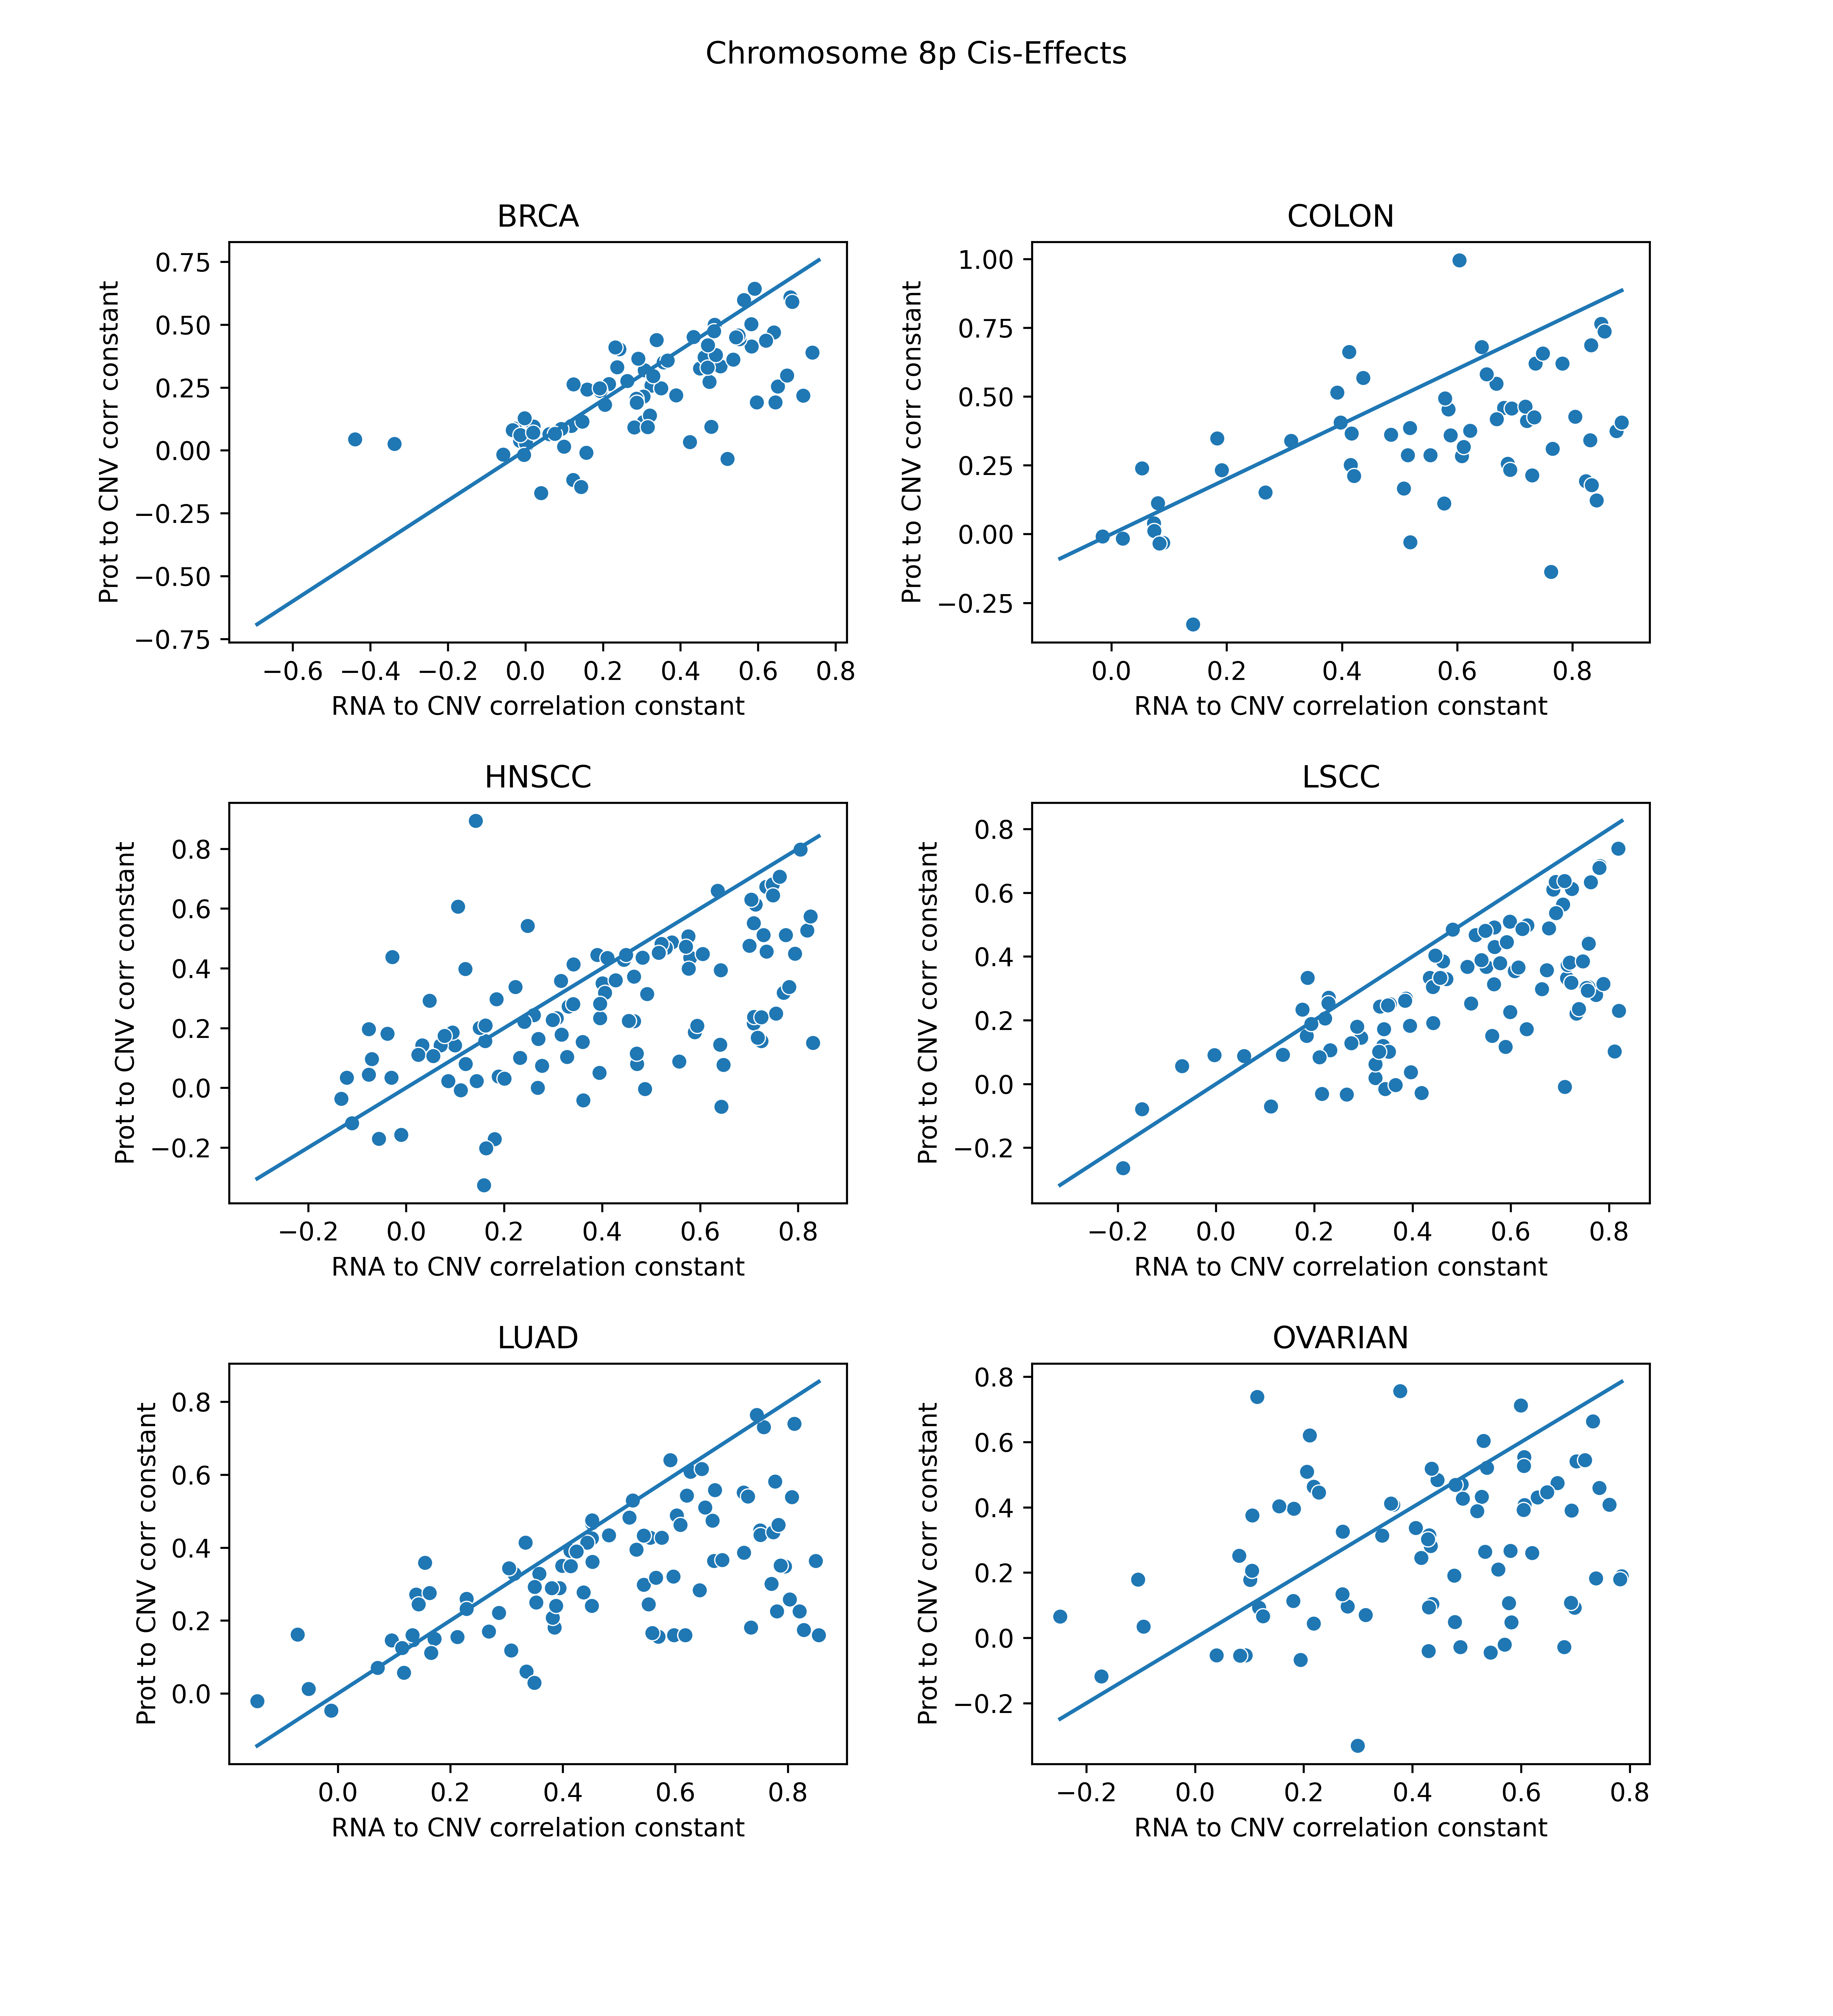 Chromosome 8p Cis-Effects
BRCA
Prot to CNV corr constant
0.75
0.50
0.25
0.00
−0.25
−0.50
−0.75
−0.6 −0.4 −0.2 0.0 0.2 0.4 0.6 0.8
RNA to CNV correlation constant
COLON
Prot to CNV corr constant
1.00
0.75
0.50
0.25
0.00
−0.25
0.0 0.2 0.4 0.6 0.8
RNA to CNV correlation constant
HNSCC
Prot to CNV corr constant
0.8
0.6
0.4
0.2
0.0
−0.2
−0.2 0.0 0.2 0.4 0.6 0.8
RNA to CNV correlation constant
LSCC
Prot to CNV corr constant
0.8
0.6
0.4
0.2
0.0
−0.2
−0.2 0.0 0.2 0.4 0.6 0.8
RNA to CNV correlation constant
LUAD
Prot to CNV corr constant
0.8
0.6
0.4
0.2
0.0
0.0 0.2 0.4 0.6 0.8
RNA to CNV correlation constant
OVARIAN
Prot to CNV corr constant
0.8
0.6
0.4
0.2
0.0
−0.2
−0.2 0.0 0.2 0.4 0.6 0.8
RNA to CNV correlation constant